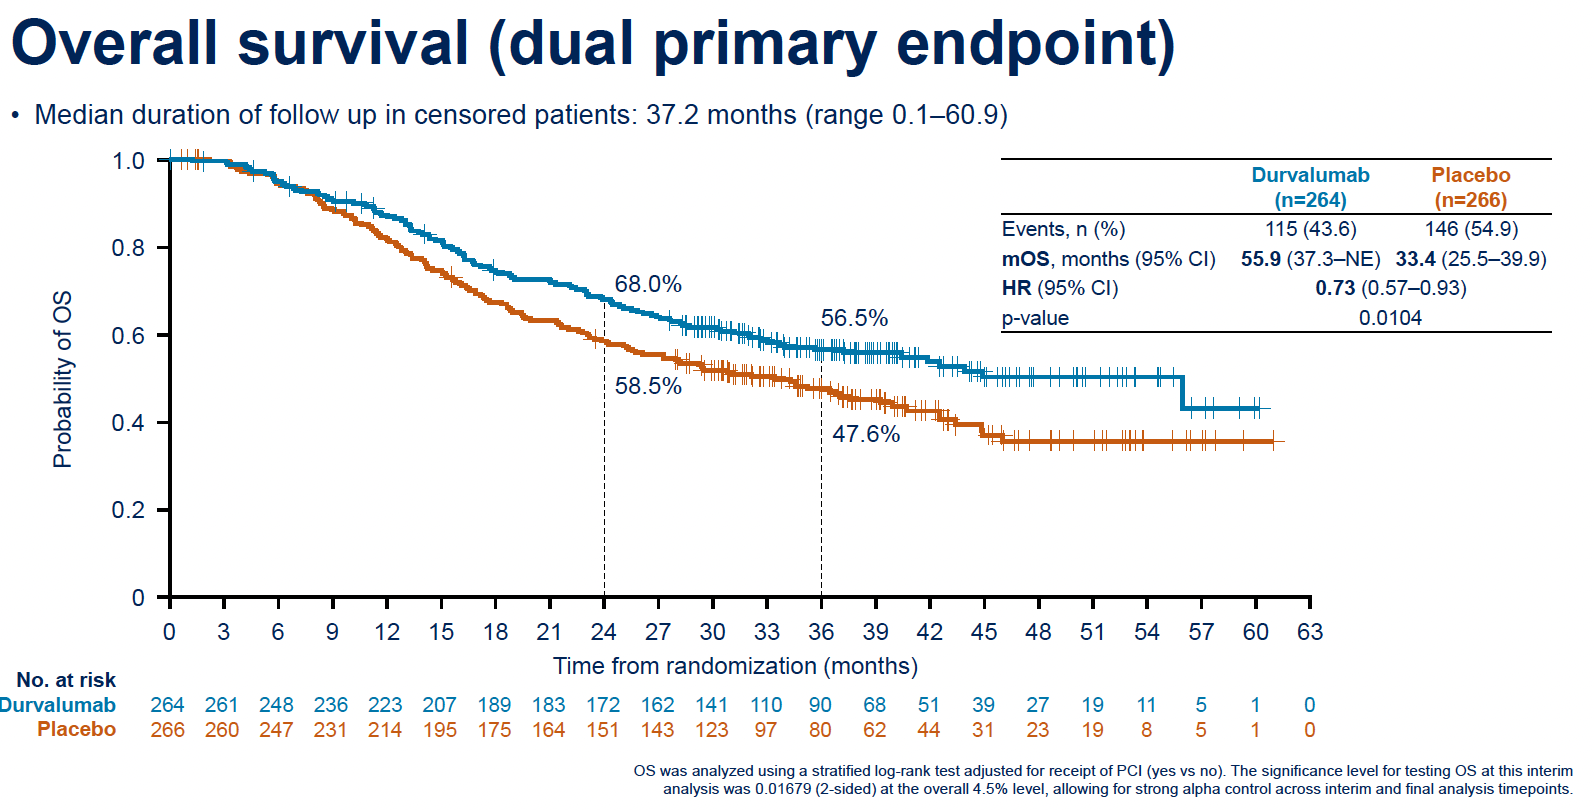 Overall survival (dual primary endpoint)
• Median duration of follow up in censored patients: 37.2 months (range 0.1–60.9)
Durvalumab Placebo
(n=264) (n=266)
Events, n (%) 115 (43.6) 146 (54.9)
mOS, months (95% CI) 55.9 (37.3–NE) 33.4 (25.5–39.9)
HR (95% CI) 0.73 (0.57–0.93)
p-value 0.0104
Probability of OS
1.0
0.8
0.6
0.4
0.2
0
68.0%
56.5%
58.5%
47.6%
0 3 6 9 12 15 18 21 24 27 30 33 36 39 42 45 48 51 54 57 60 63
Time from randomization (months)
No. at risk
Durvalumab 264 261 248 236 223 207 189 183 172 162 141 110 90 68 51 39 27 19 11 5 1 0
Placebo 266 260 247 231 214 195 175 164 151 143 123 97 80 62 44 31 23 19 8 5 1 0
OS was analyzed using a stratified log-rank test adjusted for receipt of PCI (yes vs no). The significance level for testing OS at this interim
analysis was 0.01679 (2-sided) at the overall 4.5% level, allowing for strong alpha control across interim and final analysis timepoints.